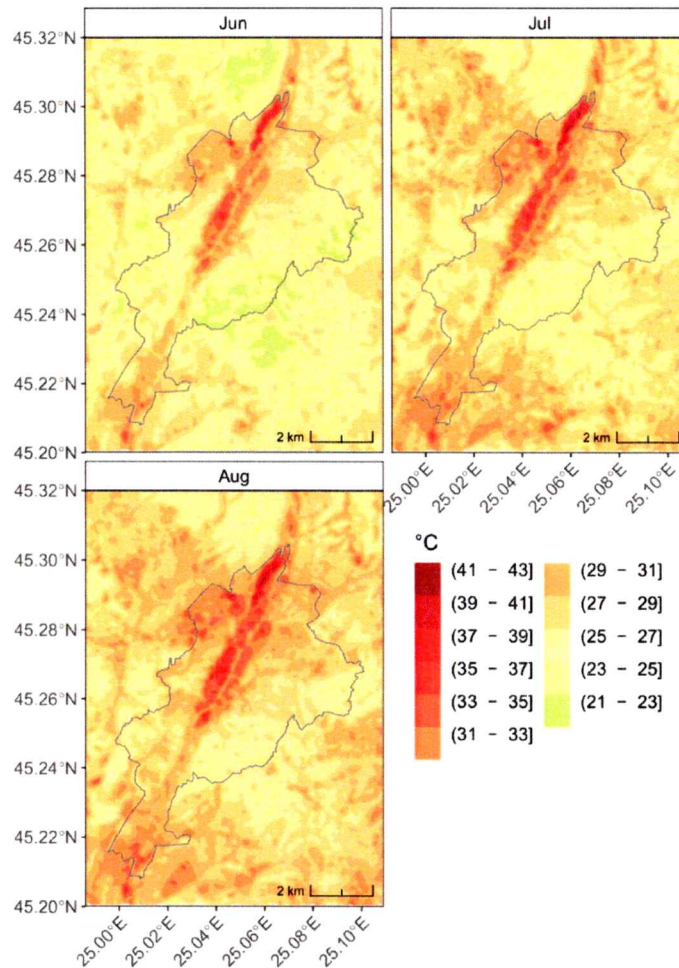 Jun
Jul
45.32°N
45.30°N
45.28°N
45.26°N
45.24°N
45.22°N
45.20°N
2 km
2 km
25.00°E
25.02°E
25.04°E
25.06°E
25.08°E
25.10°E
Aug
45.32°N
45.30°N
45.28°N
45.26°N
45.24°N
45.22°N
45.20°N
2 km
25.00°E
25.02°E
25.04°E
25.06°E
25.08°E
25.10°E
°C
(41 – 43]
(39 – 41]
(37 – 39]
(35 – 37]
(33 – 35]
(31 – 33]
(29 – 31]
(27 – 29]
(25 – 27]
(23 – 25]
(21 – 23]